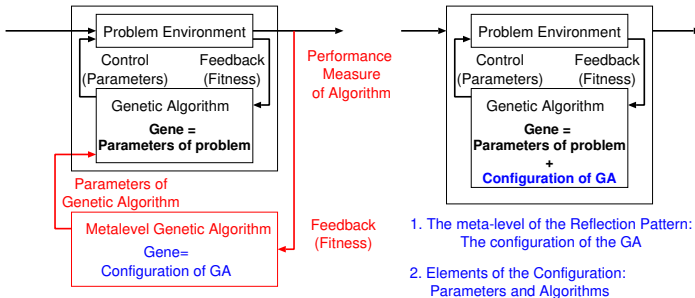 Problem Environment
Control
(Parameters)
Feedback
(Fitness)
Genetic Algorithm
Gene =
Parameters of problem
Performance
Measure
of Algorithm
Parameters of
Genetic Algorithm
Metalevel Genetic Algorithm
Gene=
Configuration of GA
Feedback
(Fitness)
Problem Environment
Control
(Parameters)
Feedback
(Fitness)
Genetic Algorithm
Gene =
Parameters of problem
+
Configuration of GA
1. The meta-level of the Reflection Pattern:
The configuration of the GA
2. Elements of the Configuration:
Parameters and Algorithms